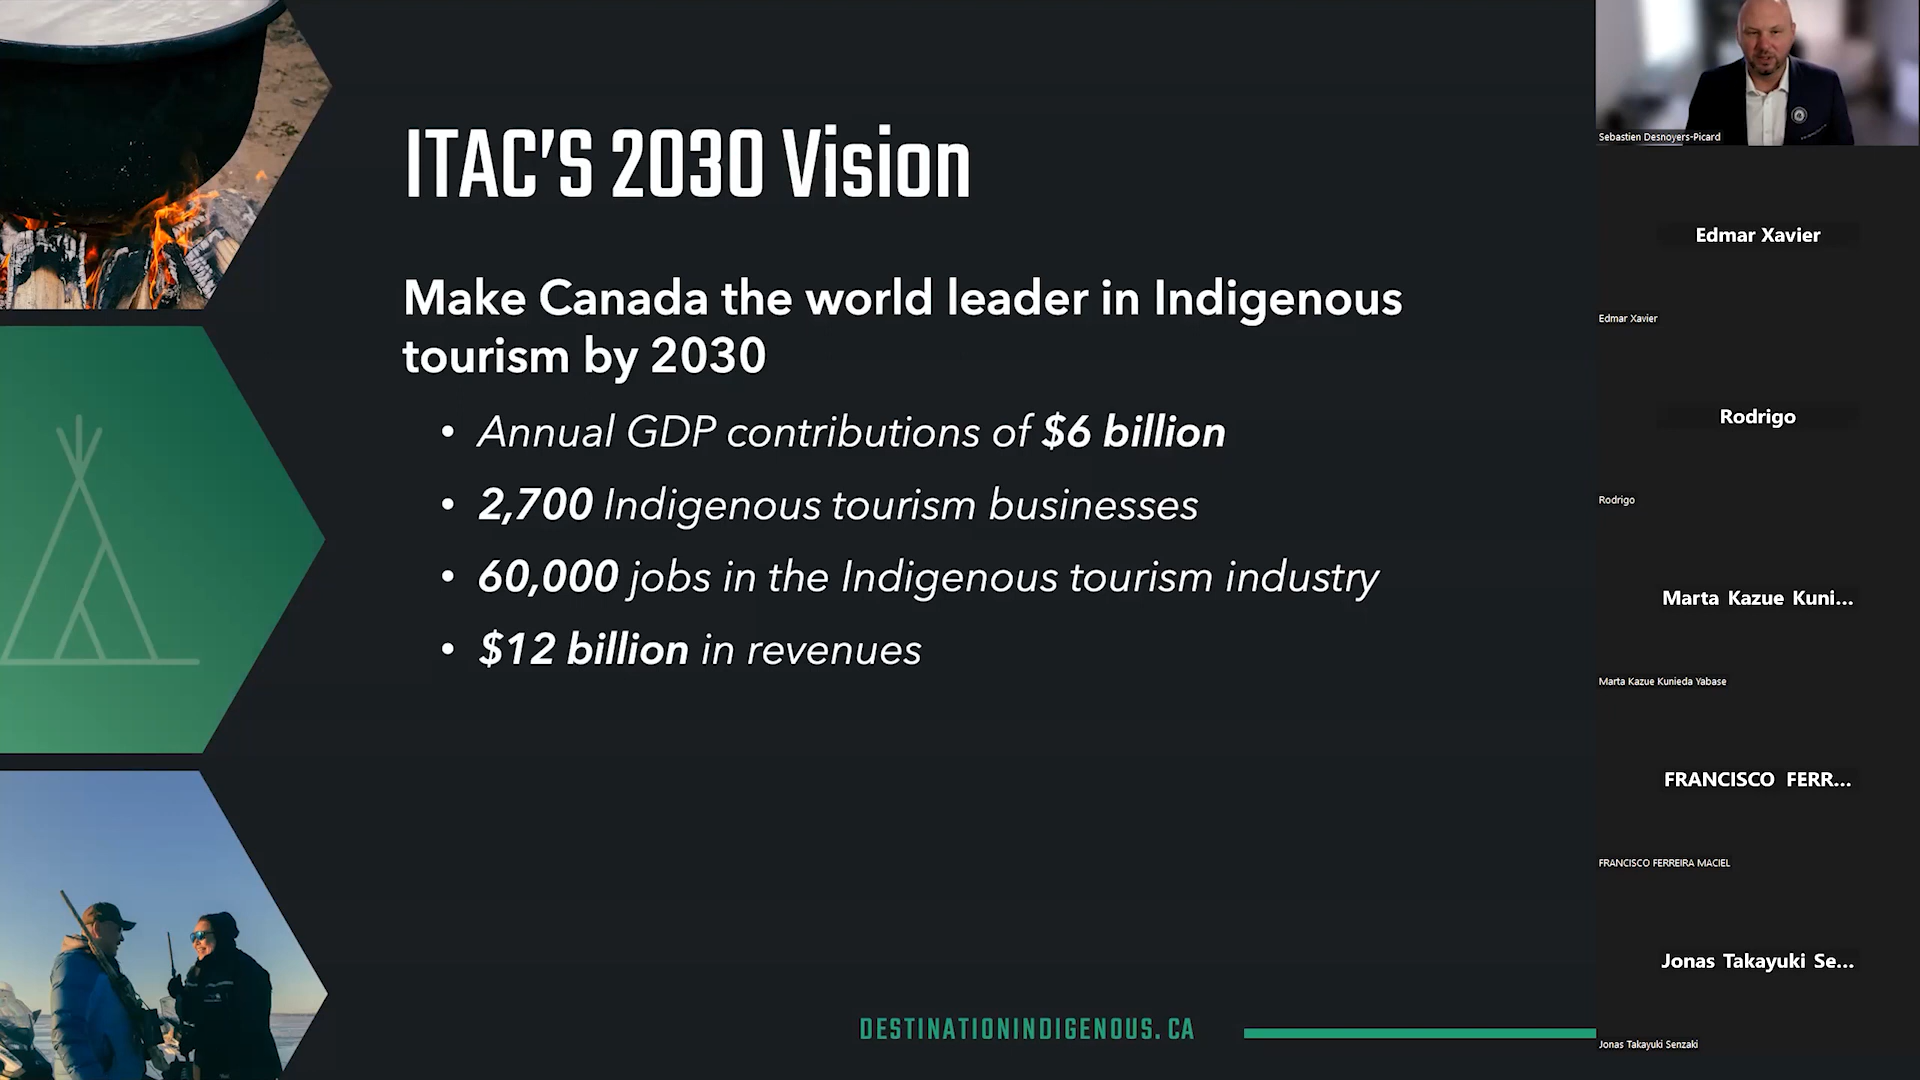 ITAC'S 2030 Vision
Make Canada the world leader in Indigenous
tourism by 2030
• Annual GDP contributions of $6 billion
• 2,700 Indigenous tourism businesses
• 60,000 jobs in the Indigenous tourism industry
• $12 billion in revenues
DESTINATIONINDIGENOUS.CA
Sebastien Desnoyers-Picard
Edmar Xavier
Edmar Xavier
Rodrigo
Rodrigo
Marta Kazue Kuni...
Marta Kazue Kunieda Yabase
FRANCISCO FERR...
FRANCISCO FERREIRA MACIEL
Jonas Takayuki Se...
Jonas Takayuki Senzaki